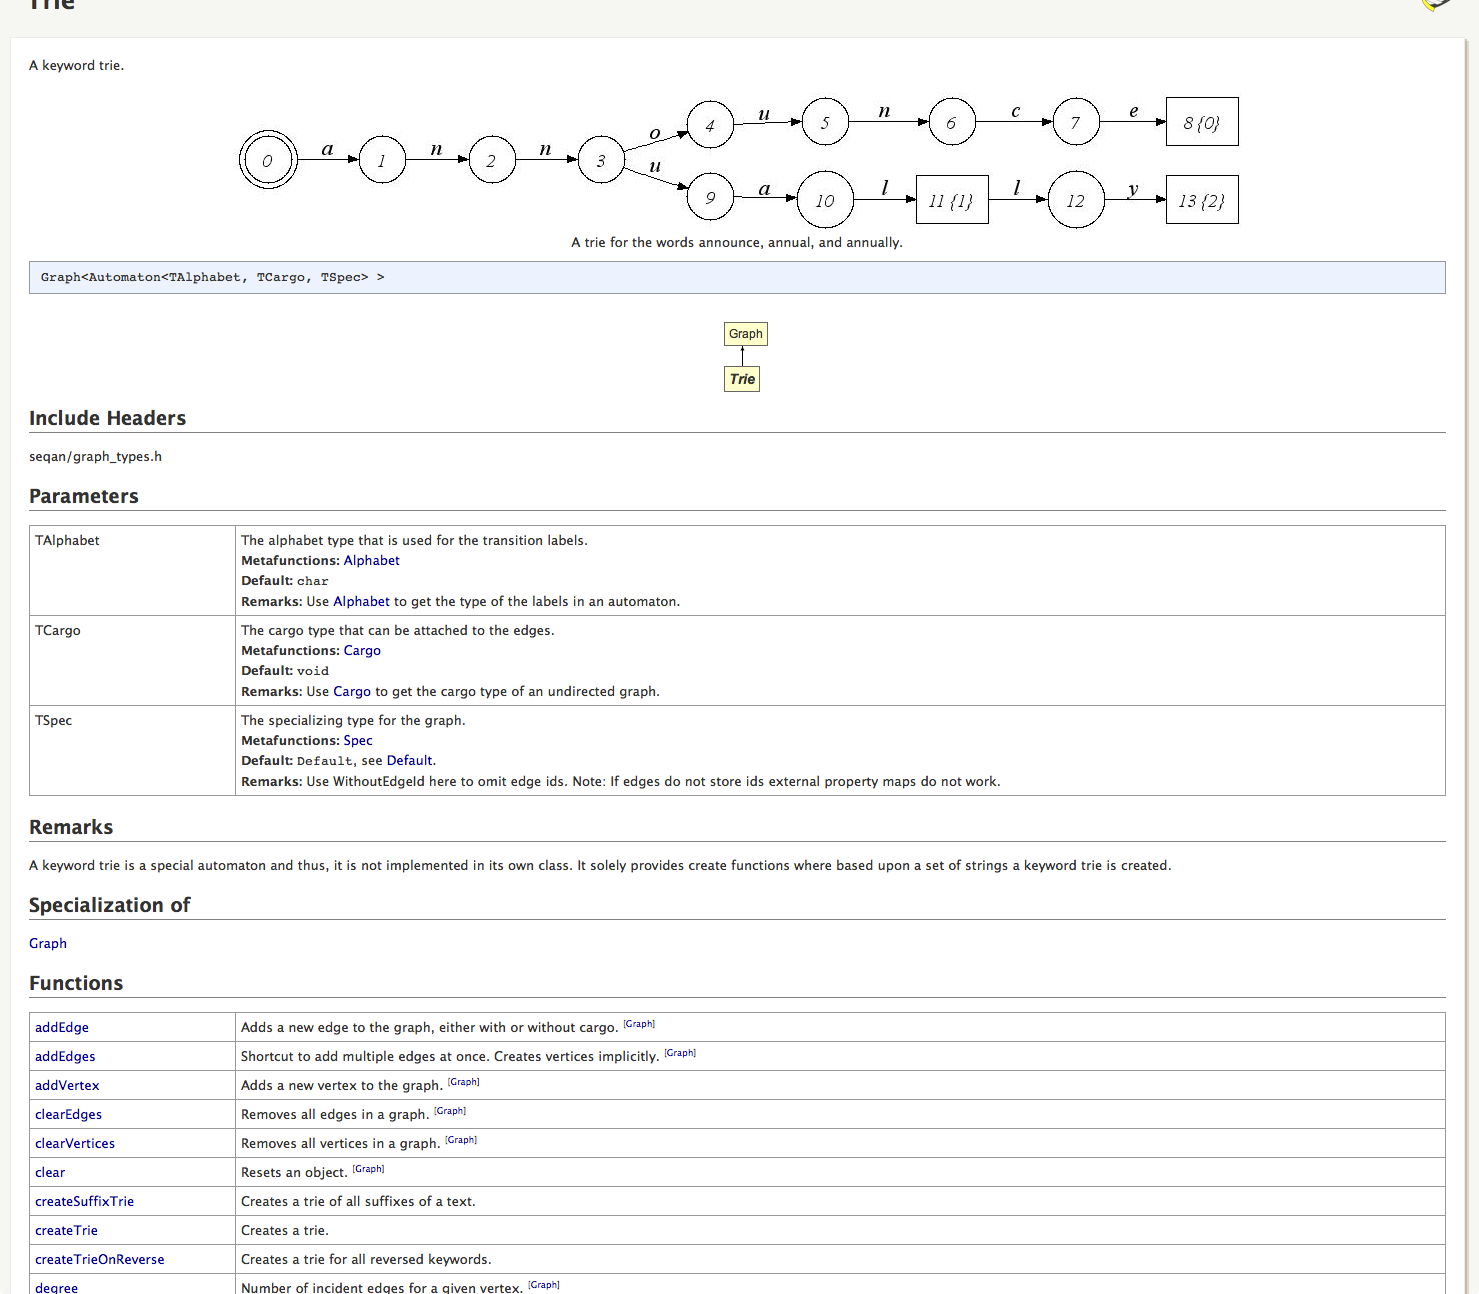 Trie
A keyword trie.
0 a 1 n n 2 n 3 o 4 u 5 n 6 c 7 e 8 {0}
u 9 a 10 l 11 {1} l 12 y 13 {2}
A trie for the words announce, annual, and annually.
Graph<Automaton<TAlphabet, TCargo, TSpec> >
Graph
Trie
Include Headers
seqan/graph_types.h
Parameters
TAlphabet
The alphabet type that is used for the transition labels.
Metafunctions: Alphabet
Default: char
Remarks: Use Alphabet to get the type of the labels in an automaton.
TCargo
The cargo type that can be attached to the edges.
Metafunctions: Cargo
Default: void
Remarks: Use Cargo to get the cargo type of an undirected graph.
TSpec
The specializing type for the graph.
Metafunctions: Spec
Default: Default, see Default.
Remarks: Use WithoutEdgeId here to omit edge ids. Note: If edges do not store ids external property maps do not work.
Remarks
A keyword trie is a special automaton and thus, it is not implemented in its own class. It solely provides create functions where based upon a set of strings a keyword trie is created.
Specialization of
Graph
Functions
addEdge Adds a new edge to the graph, either with or without cargo. [Graph]
addEdges Shortcut to add multiple edges at once. Creates vertices implicitly. [Graph]
addVertex Adds a new vertex to the graph. [Graph]
clearEdges Removes all edges in a graph. [Graph]
clearVertices Removes all vertices in a graph. [Graph]
clear Resets an object. [Graph]
createSuffixTrie Creates a trie of all suffixes of a text.
createTrie Creates a trie.
createTrieOnReverse Creates a trie for all reversed keywords.
degree Number of incident edges for a given vertex. [Graph]